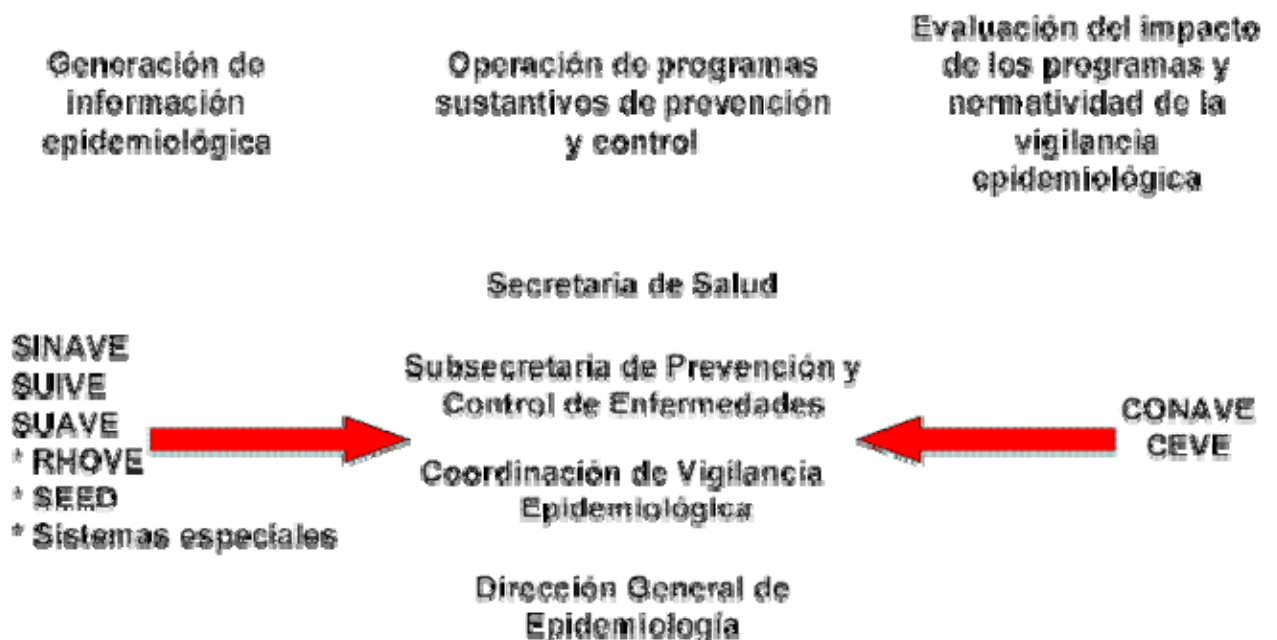 Generación de
información
epidemiológica
Operación de programas
sustantivos de prevención
y control
Evaluación del impacto
de los programas y
normatividad de la
vigilancia
epidemiológica
Secretaria de Salud
SINAVE
SUIVE
SUAVE
* RHOVE
* SEED
* Sistemas especiales
Subsecretaria de Prevención y
Control de Enfermedades
Coordinación de Vigilancia
Epidemiológica
Dirección General de
Epidemiología
CONAVE
CEVE